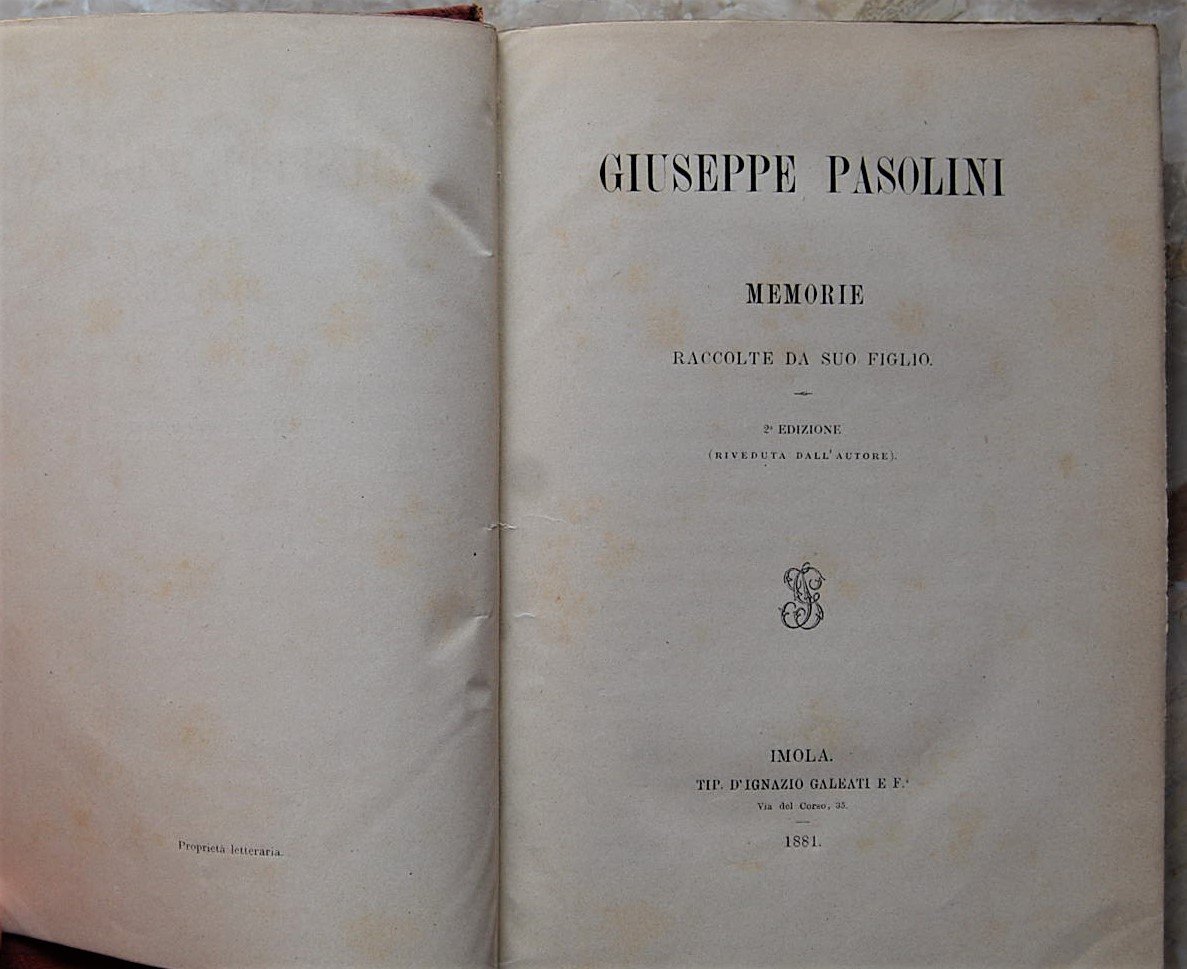 Proprietà letteraria.
GIUSEPPE PASOLINI
MEMORIE
RACCOLTE DA SUO FIGLIO.
2ª EDIZIONE
(RIVEDUTA DALL'AUTORE).
IMOLA.
TIP. D'IGNAZIO GALEATI E F.º
Via del Corso, 35.
1881.